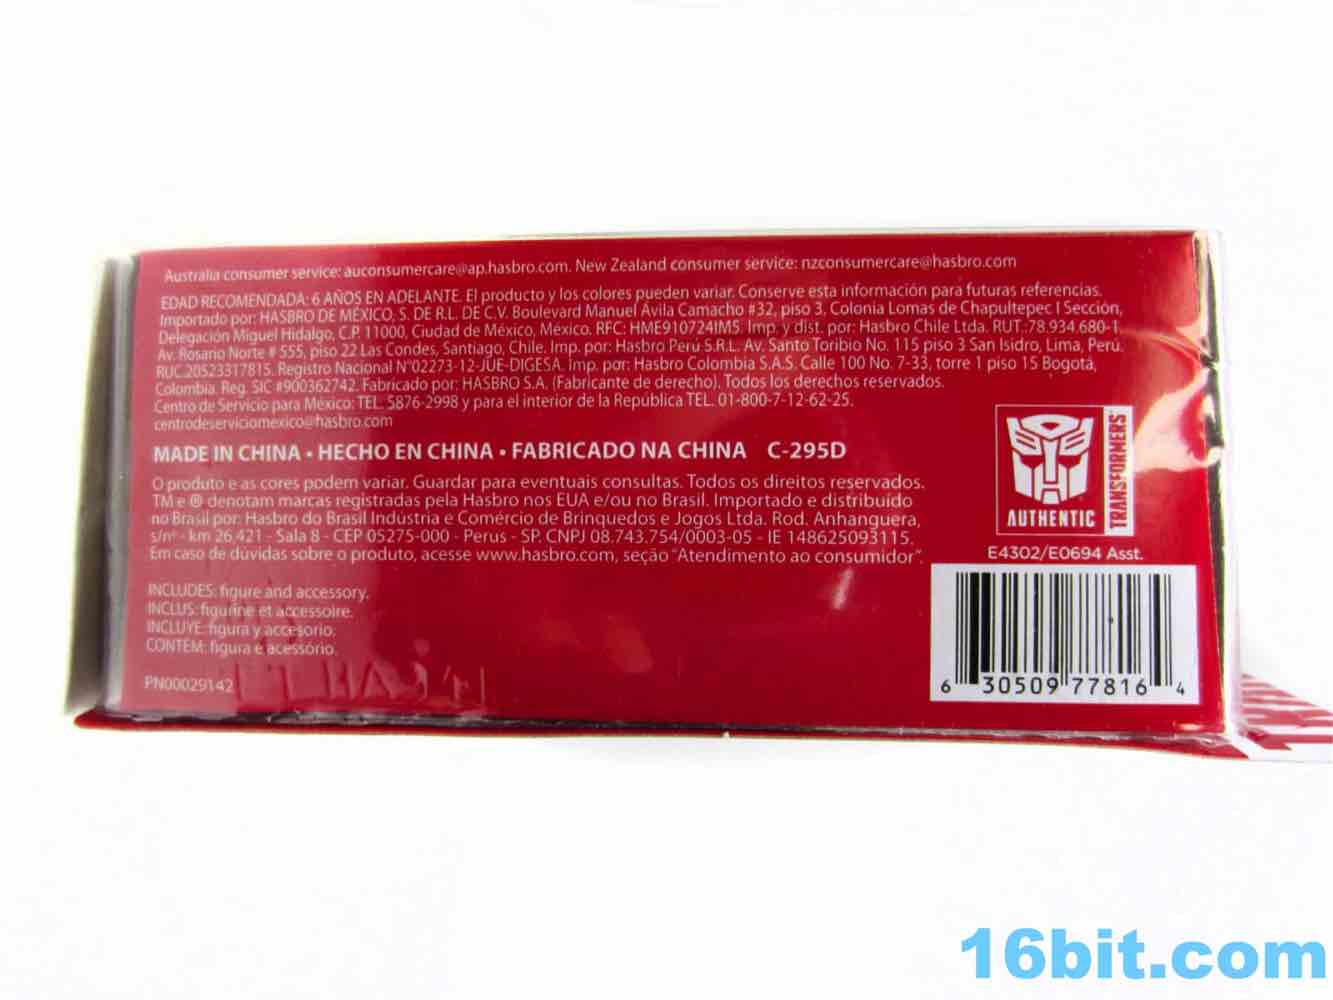 Australia consumer service: auconsumercare@ap.hasbro.com. New Zealand consumer service: nzconsumercare@hasbro.com
EDAD RECOMENDADA: 6 AÑOS EN ADELANTE. El producto y los colores pueden variar. Conserve esta información para futuras referencias.
Importado por: HASBRO DE MÉXICO, S. DE R.L. DE C.V. Boulevard Manuel Ávila Camacho #32, piso 3, Colonia Lomas de Chapultepec I Sección,
Delegación Miguel Hidalgo, C.P. 11000, Ciudad de México, México. RFC: HME910724IM5. Imp. y dist. por: Hasbro Chile Ltda. RUT.:78.934.680-1,
Av. Rosario Norte # 555, piso 22 Las Condes, Santiago, Chile. Imp. por: Hasbro Perú S.R.L. Av. Santo Toribio No. 115 piso 3 San Isidro, Lima, Perú.
RUC.20523317815. Registro Nacional N°02273-12-JUE-DIGESA. Imp. por: Hasbro Colombia S.A.S. Calle 100 No. 7-33, torre 1 piso 15 Bogotá,
Colombia. Reg. SIC #900362742. Fabricado por: HASBRO S.A. (Fabricante de derecho). Todos los derechos reservados.
Centro de Servicio para México: TEL. 5876-2998 y para el interior de la República TEL. 01-800-7-12-62-25.
centrodeserviciomexico@hasbro.com
MADE IN CHINA • HECHO EN CHINA • FABRICADO NA CHINA C-295D
O produto e as cores podem variar. Guardar para eventuais consultas. Todos os direitos reservados.
TM e ® denotam marcas registradas pela Hasbro nos EUA e/ou no Brasil. Importado e distribuído
no Brasil por: Hasbro do Brasil Indústria e Comércio de Brinquedos e Jogos Ltda. Rod. Anhanguera,
s/nº - km 26,421 - Sala 8 - CEP 05275-000 - Perus - SP. CNPJ 08.743.754/0003-05 - IE 148625093115.
Em caso de dúvidas sobre o produto, acesse www.hasbro.com, seção "Atendimento ao consumidor".
INCLUDES: figure and accessory.
INCLUS: figurine et accessoire.
INCLUYE: figura y accesorio.
CONTÉM: figura e acessório.
PN00029142
AUTHENTIC
TRANSFORMERS
E4302/E0694 Asst.
6 30509 77816 4
16bit.com